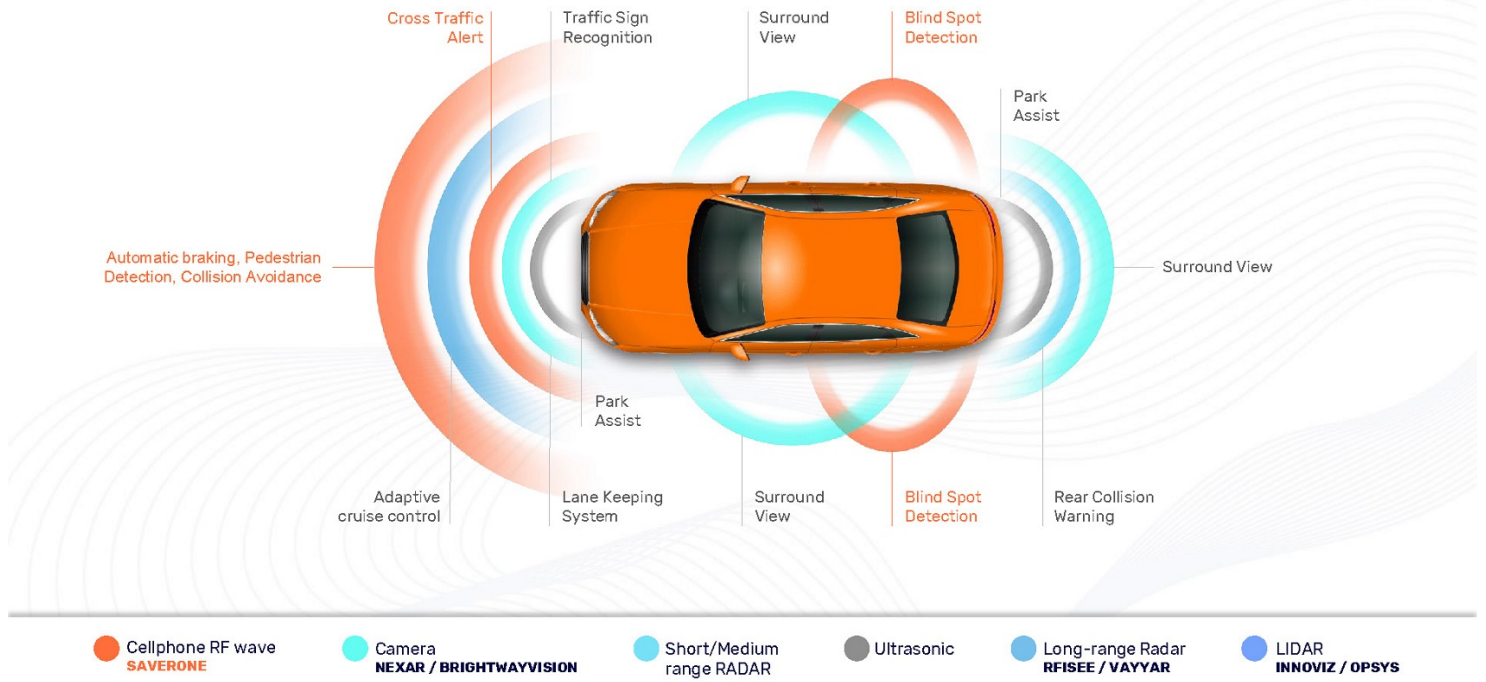 Cross Traffic
Alert
Traffic Sign
Recognition
Surround
View
Blind Spot
Detection
Park
Assist
Automatic braking, Pedestrian
Detection, Collision Avoidance
Surround View
Park
Assist
Adaptive
cruise control
Lane Keeping
System
Surround
View
Blind Spot
Detection
Rear Collision
Warning
Cellphone RF wave
SAVERONE
Camera
NEXAR / BRIGHTWAYVISION
Short/Medium
range RADAR
Ultrasonic
Long-range Radar
RFISEE / VAYYAR
LIDAR
INNOVIZ / OPSYS